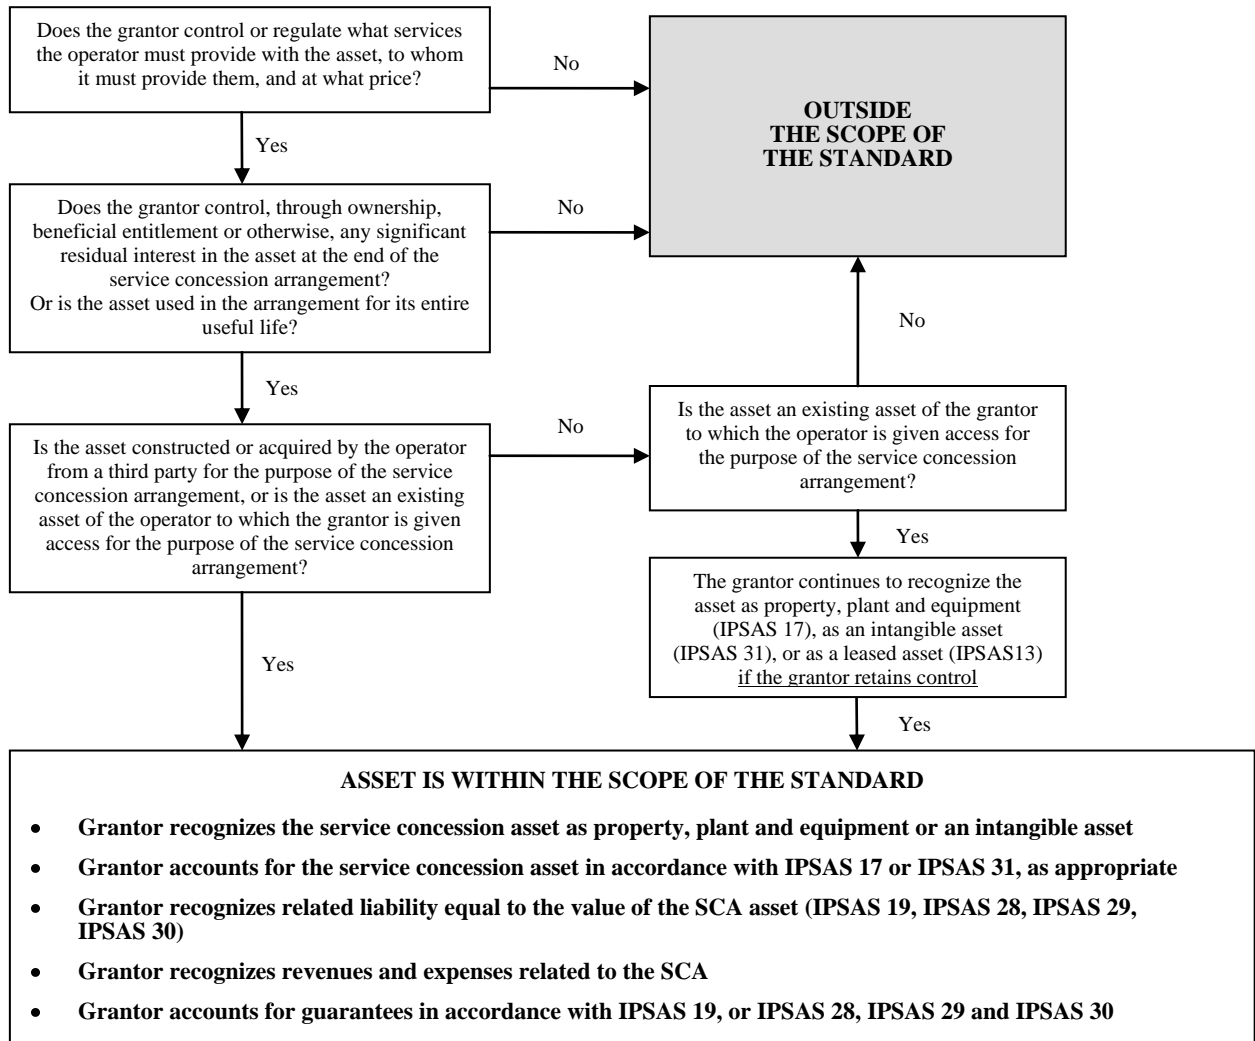 Does the grantor control or regulate what services
the operator must provide with the asset, to whom
it must provide them, and at what price?
No
OUTSIDE
THE SCOPE OF
THE STANDARD
Yes
Does the grantor control, through ownership,
beneficial entitlement or otherwise, any significant
residual interest in the asset at the end of the
service concession arrangement?
Or is the asset used in the arrangement for its entire
useful life?
No
No
Yes
Is the asset constructed or acquired by the operator
from a third party for the purpose of the service
concession arrangement, or is the asset an existing
asset of the operator to which the grantor is given
access for the purpose of the service concession
arrangement?
No
Is the asset an existing asset of the grantor
to which the operator is given access for
the purpose of the service concession
arrangement?
Yes
The grantor continues to recognize the
asset as property, plant and equipment
(IPSAS 17), as an intangible asset
(IPSAS 31), or as a leased asset (IPSAS13)
if the grantor retains control
Yes
Yes
ASSET IS WITHIN THE SCOPE OF THE STANDARD
• Grantor recognizes the service concession asset as property, plant and equipment or an intangible asset
• Grantor accounts for the service concession asset in accordance with IPSAS 17 or IPSAS 31, as appropriate
• Grantor recognizes related liability equal to the value of the SCA asset (IPSAS 19, IPSAS 28, IPSAS 29,
IPSAS 30)
• Grantor recognizes revenues and expenses related to the SCA
• Grantor accounts for guarantees in accordance with IPSAS 19, or IPSAS 28, IPSAS 29 and IPSAS 30